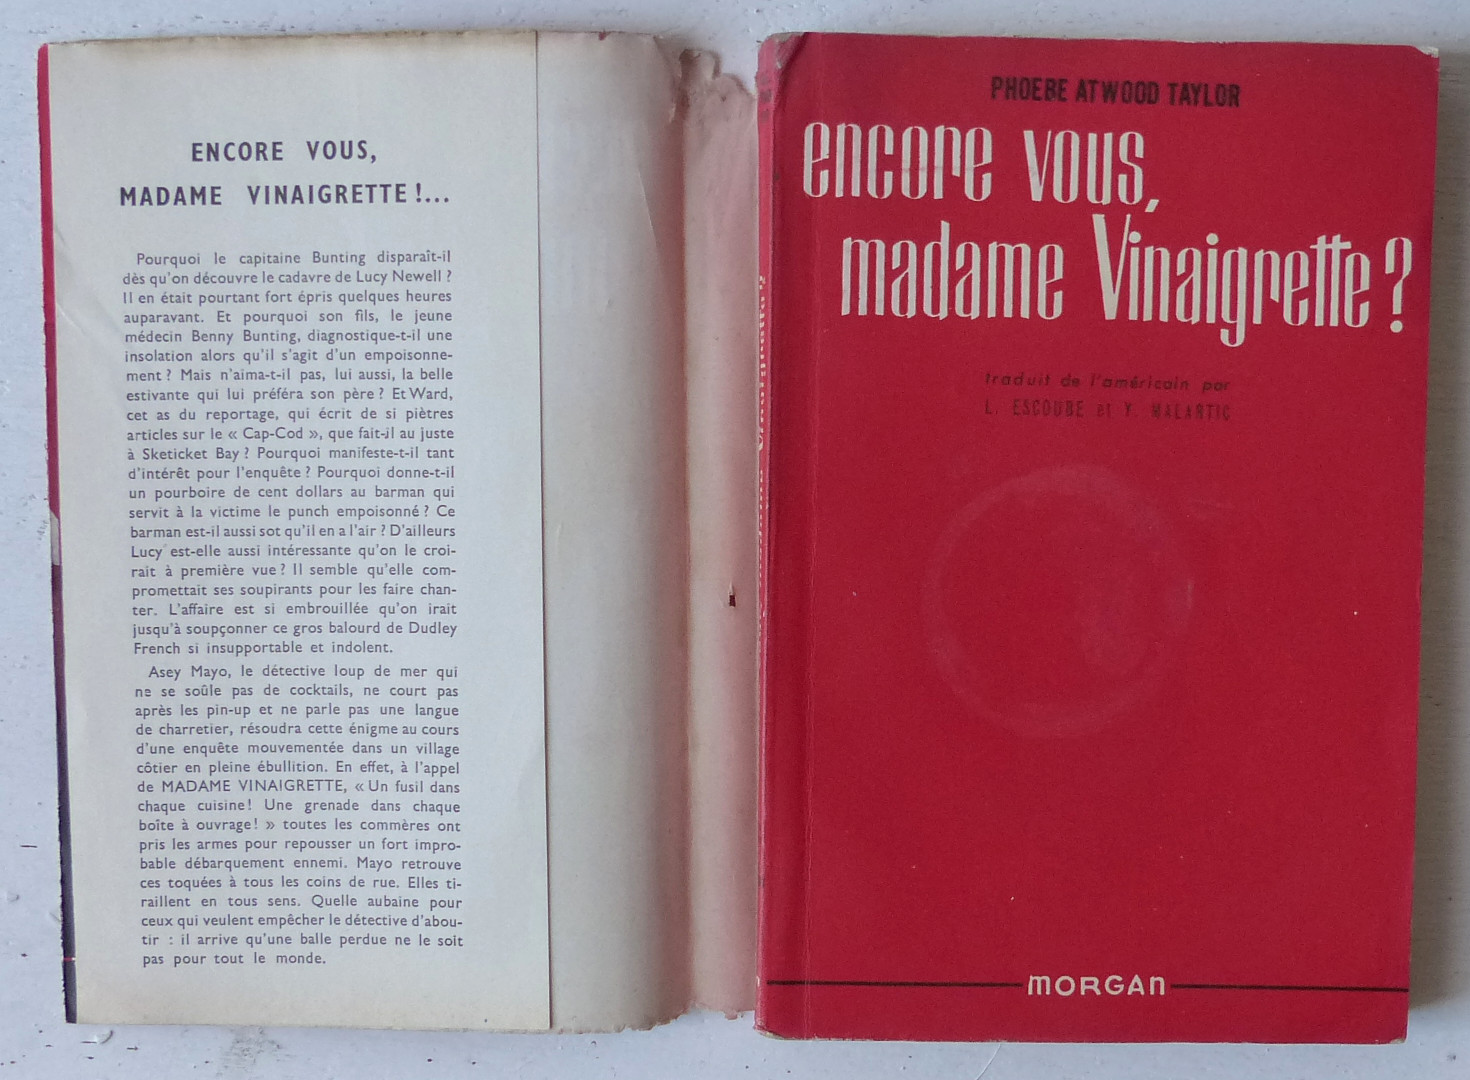 ENCORE VOUS,
MADAME VINAIGRETTE !...
Pourquoi le capitaine Bunting disparaît-il
dès qu'on découvre le cadavre de Lucy Newell ?
Il en était pourtant fort épris quelques heures
auparavant. Et pourquoi son fils, le jeune
médecin Benny Bunting, diagnostique-t-il une
insolation alors qu'il s'agit d'un empoisonne-
ment ? Mais n'aima-t-il pas, lui aussi, la belle
estivante qui lui préféra son père ? Et Ward,
cet as du reportage, qui écrit de si piètres
articles sur le « Cap-Cod », que fait-il au juste
à Sketicket Bay ? Pourquoi manifeste-t-il tant
d'intérêt pour l'enquête ? Pourquoi donne-t-il
un pourboire de cent dollars au barman qui
servit à la victime le punch empoisonné ? Ce
barman est-il aussi sot qu'il en a l'air ? D'ailleurs
Lucy est-elle aussi intéressante qu'on le croi-
rait à première vue ? Il semble qu'elle com-
promettait ses soupirants pour les faire chan-
ter. L'affaire est si embrouillée qu'on irait
jusqu'à soupçonner ce gros balourd de Dudley
French si insupportable et indolent.
Asey Mayo, le détective loup de mer qui
ne se soûle pas de cocktails, ne court pas
après les pin-up et ne parle pas une langue
de charretier, résoudra cette énigme au cours
d'une enquête mouvementée dans un village
côtier en pleine ébullition. En effet, à l'appel
de MADAME VINAIGRETTE, « Un fusil dans
chaque cuisine! Une grenade dans chaque
boîte à ouvrage! » toutes les commères ont
pris les armes pour repousser un fort impro-
bable débarquement ennemi. Mayo retrouve
ces toquées à tous les coins de rue. Elles ti-
raillent en tous sens. Quelle aubaine pour
ceux qui veulent empêcher le détective d'abou-
tir : il arrive qu'une balle perdue ne le soit
pas pour tout le monde.
PHOEBE ATWOOD TAYLOR
encore vous,
madame Vinaigrette ?
traduit de l'américain par
L. ESCOUBE et Y. MALARTIC
MORGAN